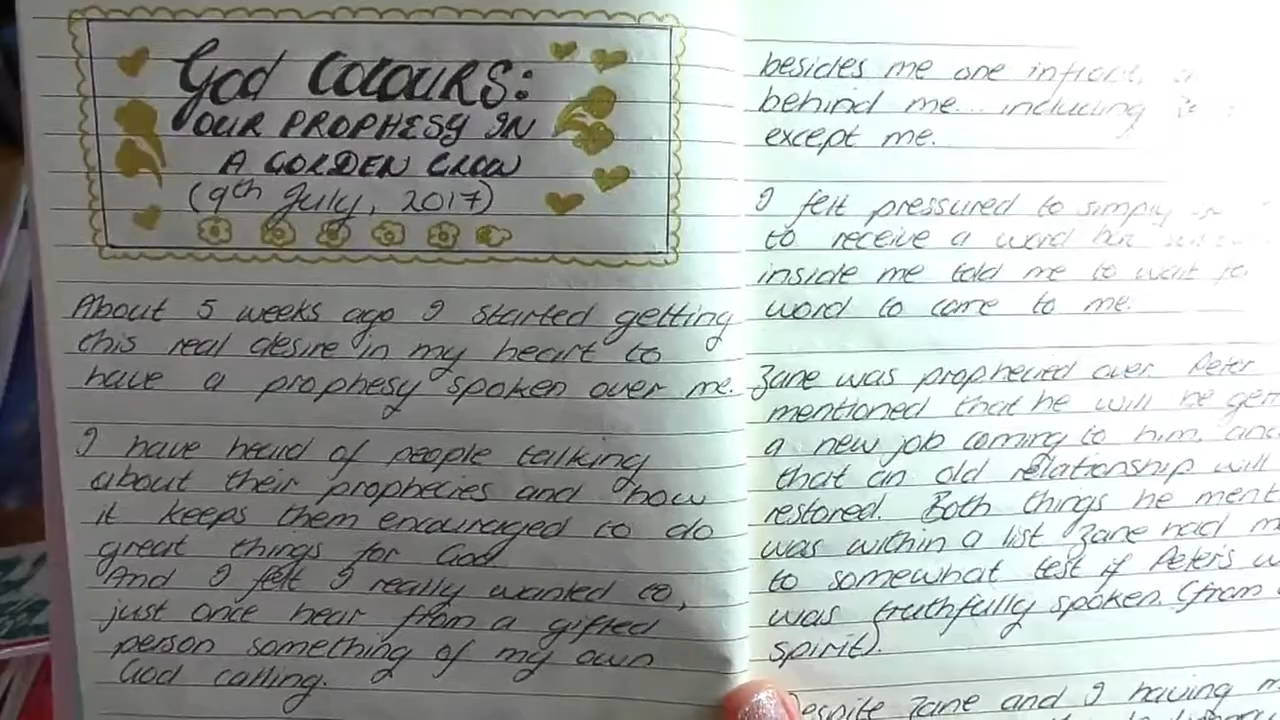 God COLOURS:
OUR PROPHESY IN
A GOLDEN GLOW
(9th July, 2017)
About 5 weeks ago I started getting
this real desire in my heart to
have a prophesy spoken over me.
I have heard of people talking
about their prophecies and how
it keeps them encouraged to do
great things for God.
And I felt I really wanted to,
just once hear from a gifted
person something of my own
God calling.
besides me one infront,
behind me... including
except me.
I felt pressured to simply
to receive a word but
inside me told me to wait
word to come to me.
Zane was prophecied over. Peter
mentioned that he will be
a new job coming to him, and
that an old relationship will
restored. Both things he
was within a list Zane had
to somewhat test if Peter's
was truthfully spoken. (from
spirit).
Zane and I having